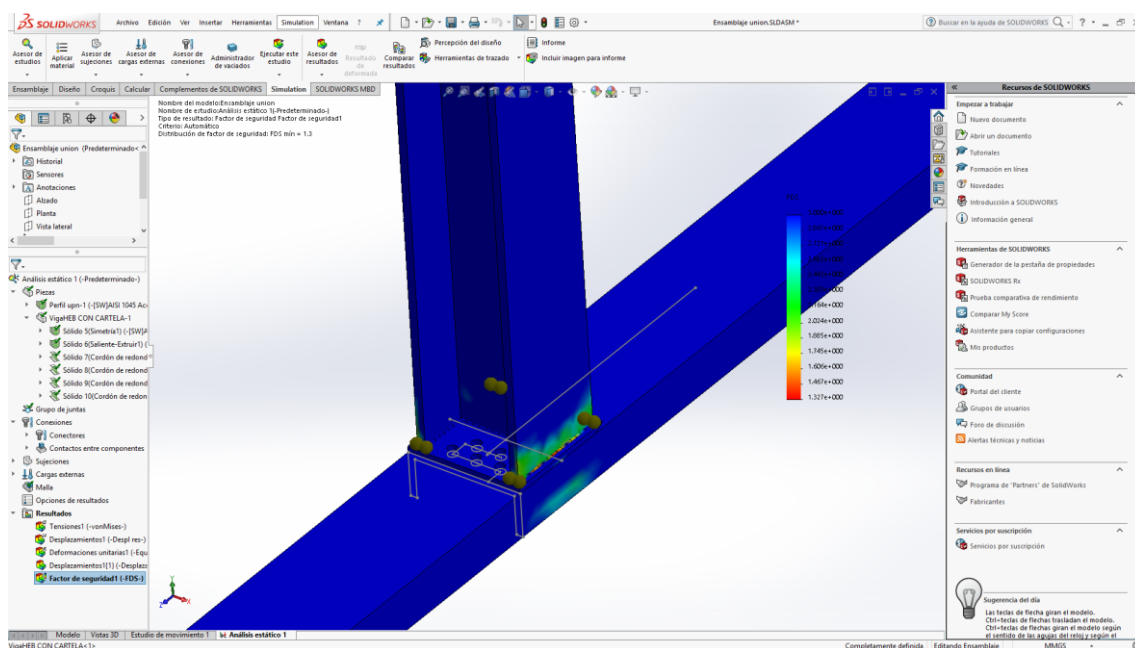 SOLIDWORKS
Archivo Edición Ver Insertar Herramientas Simulation Ventana ?
Ensamblaje union.SLDASM *
Buscar en la ayuda de SOLIDWORKS
Asesor de estudios
Aplicar material
Asesor de sujeciones
Asesor de cargas externas
Asesor de conexiones
Administrador de vaciados
Ejecutar este estudio
Asesor de resultados
Resultado de deformada
Comparar resultados
Percepción del diseño
Herramientas de trazado
Informe
Incluir imagen para informe
Ensamblaje Diseño Croquis Calcular Complementos de SOLIDWORKS Simulation SOLIDWORKS MBD
Nombre del modelo:Ensamblaje union
Nombre de estudio:Análisis estático 1(-Predeterminado-)
Tipo de resultado: Factor de seguridad Factor de seguridad1
Criterio: Automático
Distribución de factor de seguridad: FDS mín = 1.3
Ensamblaje union (Predeterminado<
Historial
Sensores
Anotaciones
Alzado
Planta
Vista lateral
Análisis estático 1 (-Predeterminado-)
Piezas
Perfil upn-1 (-[SW]AISI 1045 Ac
VigaHEB CON CARTELA-1
Sólido 5(Simetría1) (-[SW]A
Sólido 6(Saliente-Extruir1) (
Sólido 7(Cordón de redond
Sólido 8(Cordón de redond
Sólido 9(Cordón de redond
Sólido 10(Cordón de redon
Grupo de juntas
Conexiones
Conectores
Contactos entre componentes
Sujeciones
Cargas externas
Malla
Opciones de resultados
Resultados
Tensiones1 (-vonMises-)
Desplazamientos1 (-Despl res-)
Deformaciones unitarias1 (-Equ
Desplazamientos1{1} (-Desplaz
Factor de seguridad1 (-FDS-)
2.024e+000
1.885e+000
1.745e+000
1.606e+000
1.467e+000
1.327e+000
Recursos de SOLIDWORKS
Empezar a trabajar
Nuevo documento
Abrir un documento
Tutoriales
Formación en línea
Novedades
Introducción a SOLIDWORKS
Información general
Herramientas de SOLIDWORKS
Generador de la pestaña de propiedades
SOLIDWORKS Rx
Prueba comparativa de rendimiento
Comparar My Score
Asistente para copiar configuraciones
Mis productos
Comunidad
Portal del cliente
Grupos de usuarios
Foro de discusión
Alertas técnicas y noticias
Recursos en línea
Programa de "Partners" de SolidWorks
Fabricantes
Servicios por suscripción
Servicios por suscripción
Sugerencia del día
Las teclas de flecha giran el modelo.
Ctrl+teclas de flechas trasladan el modelo.
Ctrl+teclas de flechas giran el modelo según
el sentido de las agujas del reloj y según el
Modelo Vistas 3D Estudio de movimiento 1 Análisis estático 1
VigaHEB CON CARTELA<1>
Completamente definida Editando Ensamblaje MMGS